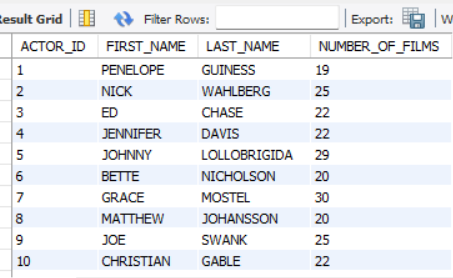 Result Grid Filter Rows: Export: W
ACTOR_ID FIRST_NAME LAST_NAME NUMBER_OF_FILMS
1 PENELOPE GUINESS 19
2 NICK WAHLBERG 25
3 ED CHASE 22
4 JENNIFER DAVIS 22
5 JOHNNY LOLLOBRIGIDA 29
6 BETTE NICHOLSON 20
7 GRACE MOSTEL 30
8 MATTHEW JOHANSSON 20
9 JOE SWANK 25
10 CHRISTIAN GABLE 22